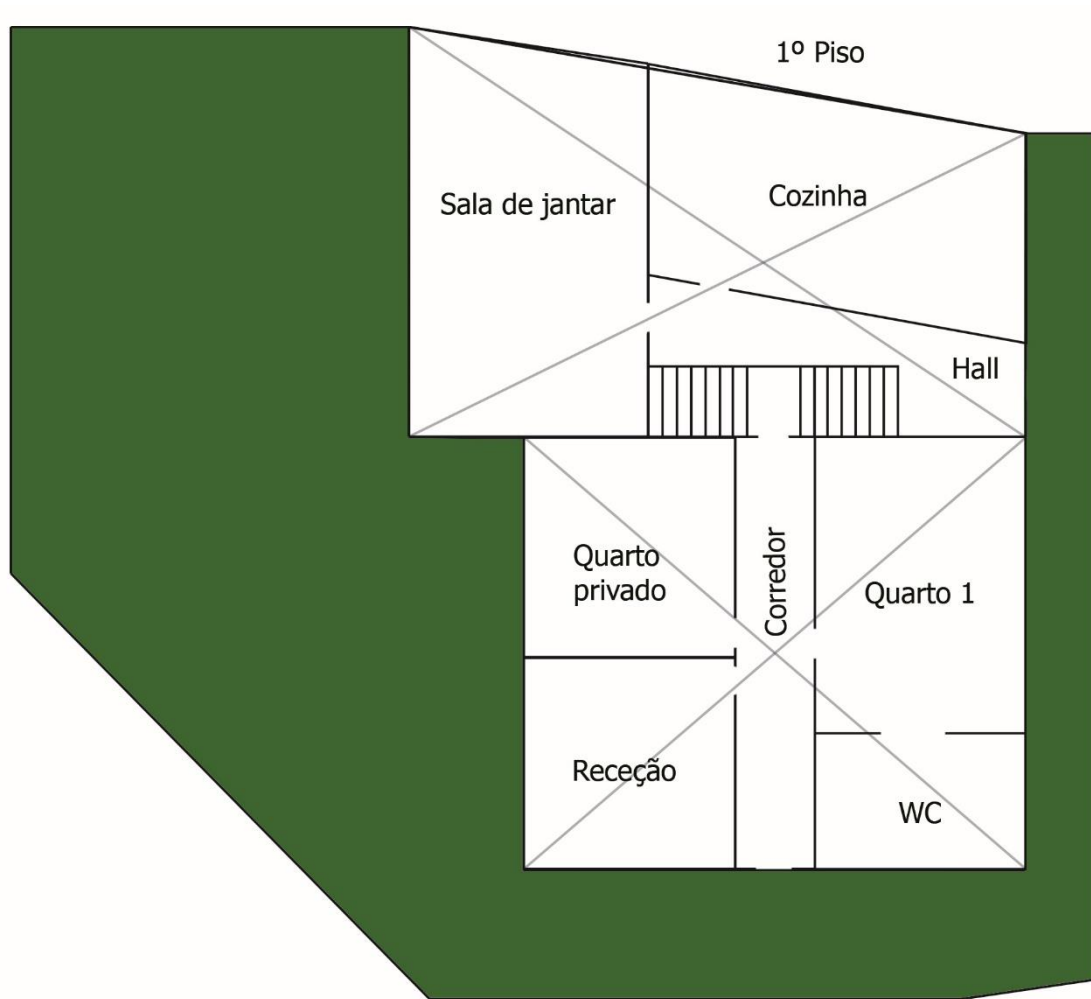 1º Piso
Sala de jantar
Cozinha
Hall
Quarto
privado
Corredor
Quarto 1
Receção
WC